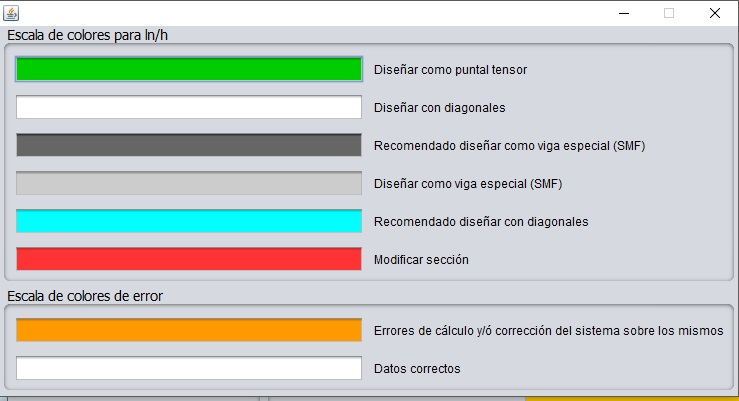 Escala de colores para ln/h
Diseñar como puntal tensor
Diseñar con diagonales
Recomendado diseñar como viga especial (SMF)
Diseñar como viga especial (SMF)
Recomendado diseñar con diagonales
Modificar sección
Escala de colores de error
Errores de cálculo y/ó corrección del sistema sobre los mismos
Datos correctos